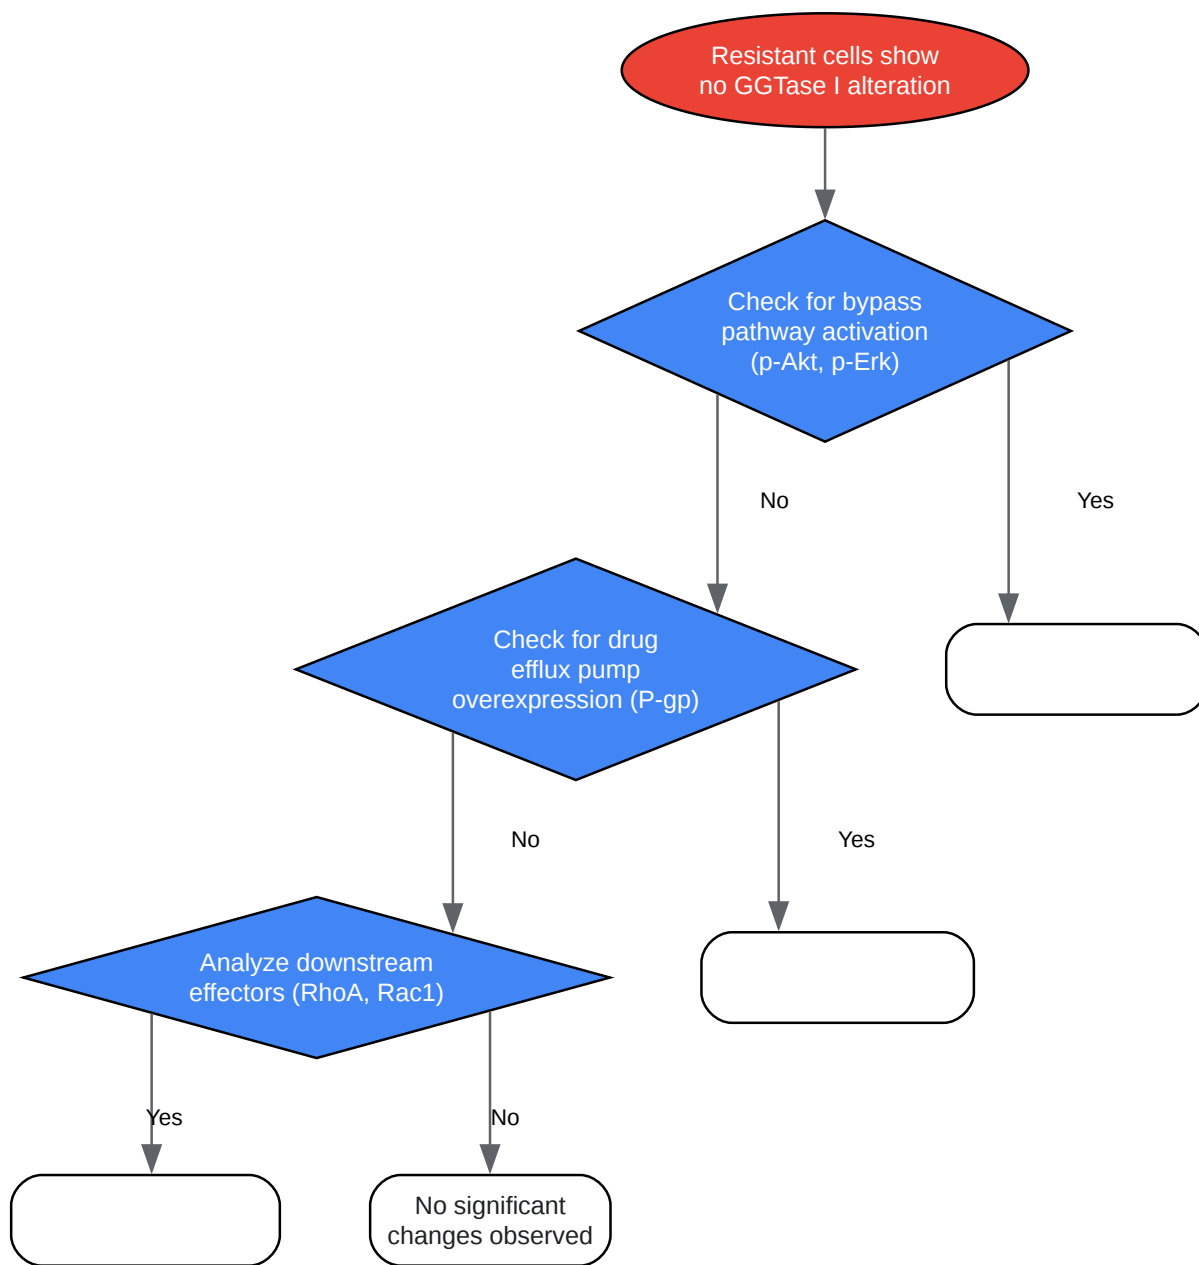 Resistant cells show
no GGTase I alteration
Check for bypass
pathway activation
(p-Akt, p-Erk)
No
Yes
Check for drug
efflux pump
overexpression (P-gp)
No
Yes
Analyze downstream
effectors (RhoA, Rac1)
Yes
No
No significant
changes observed